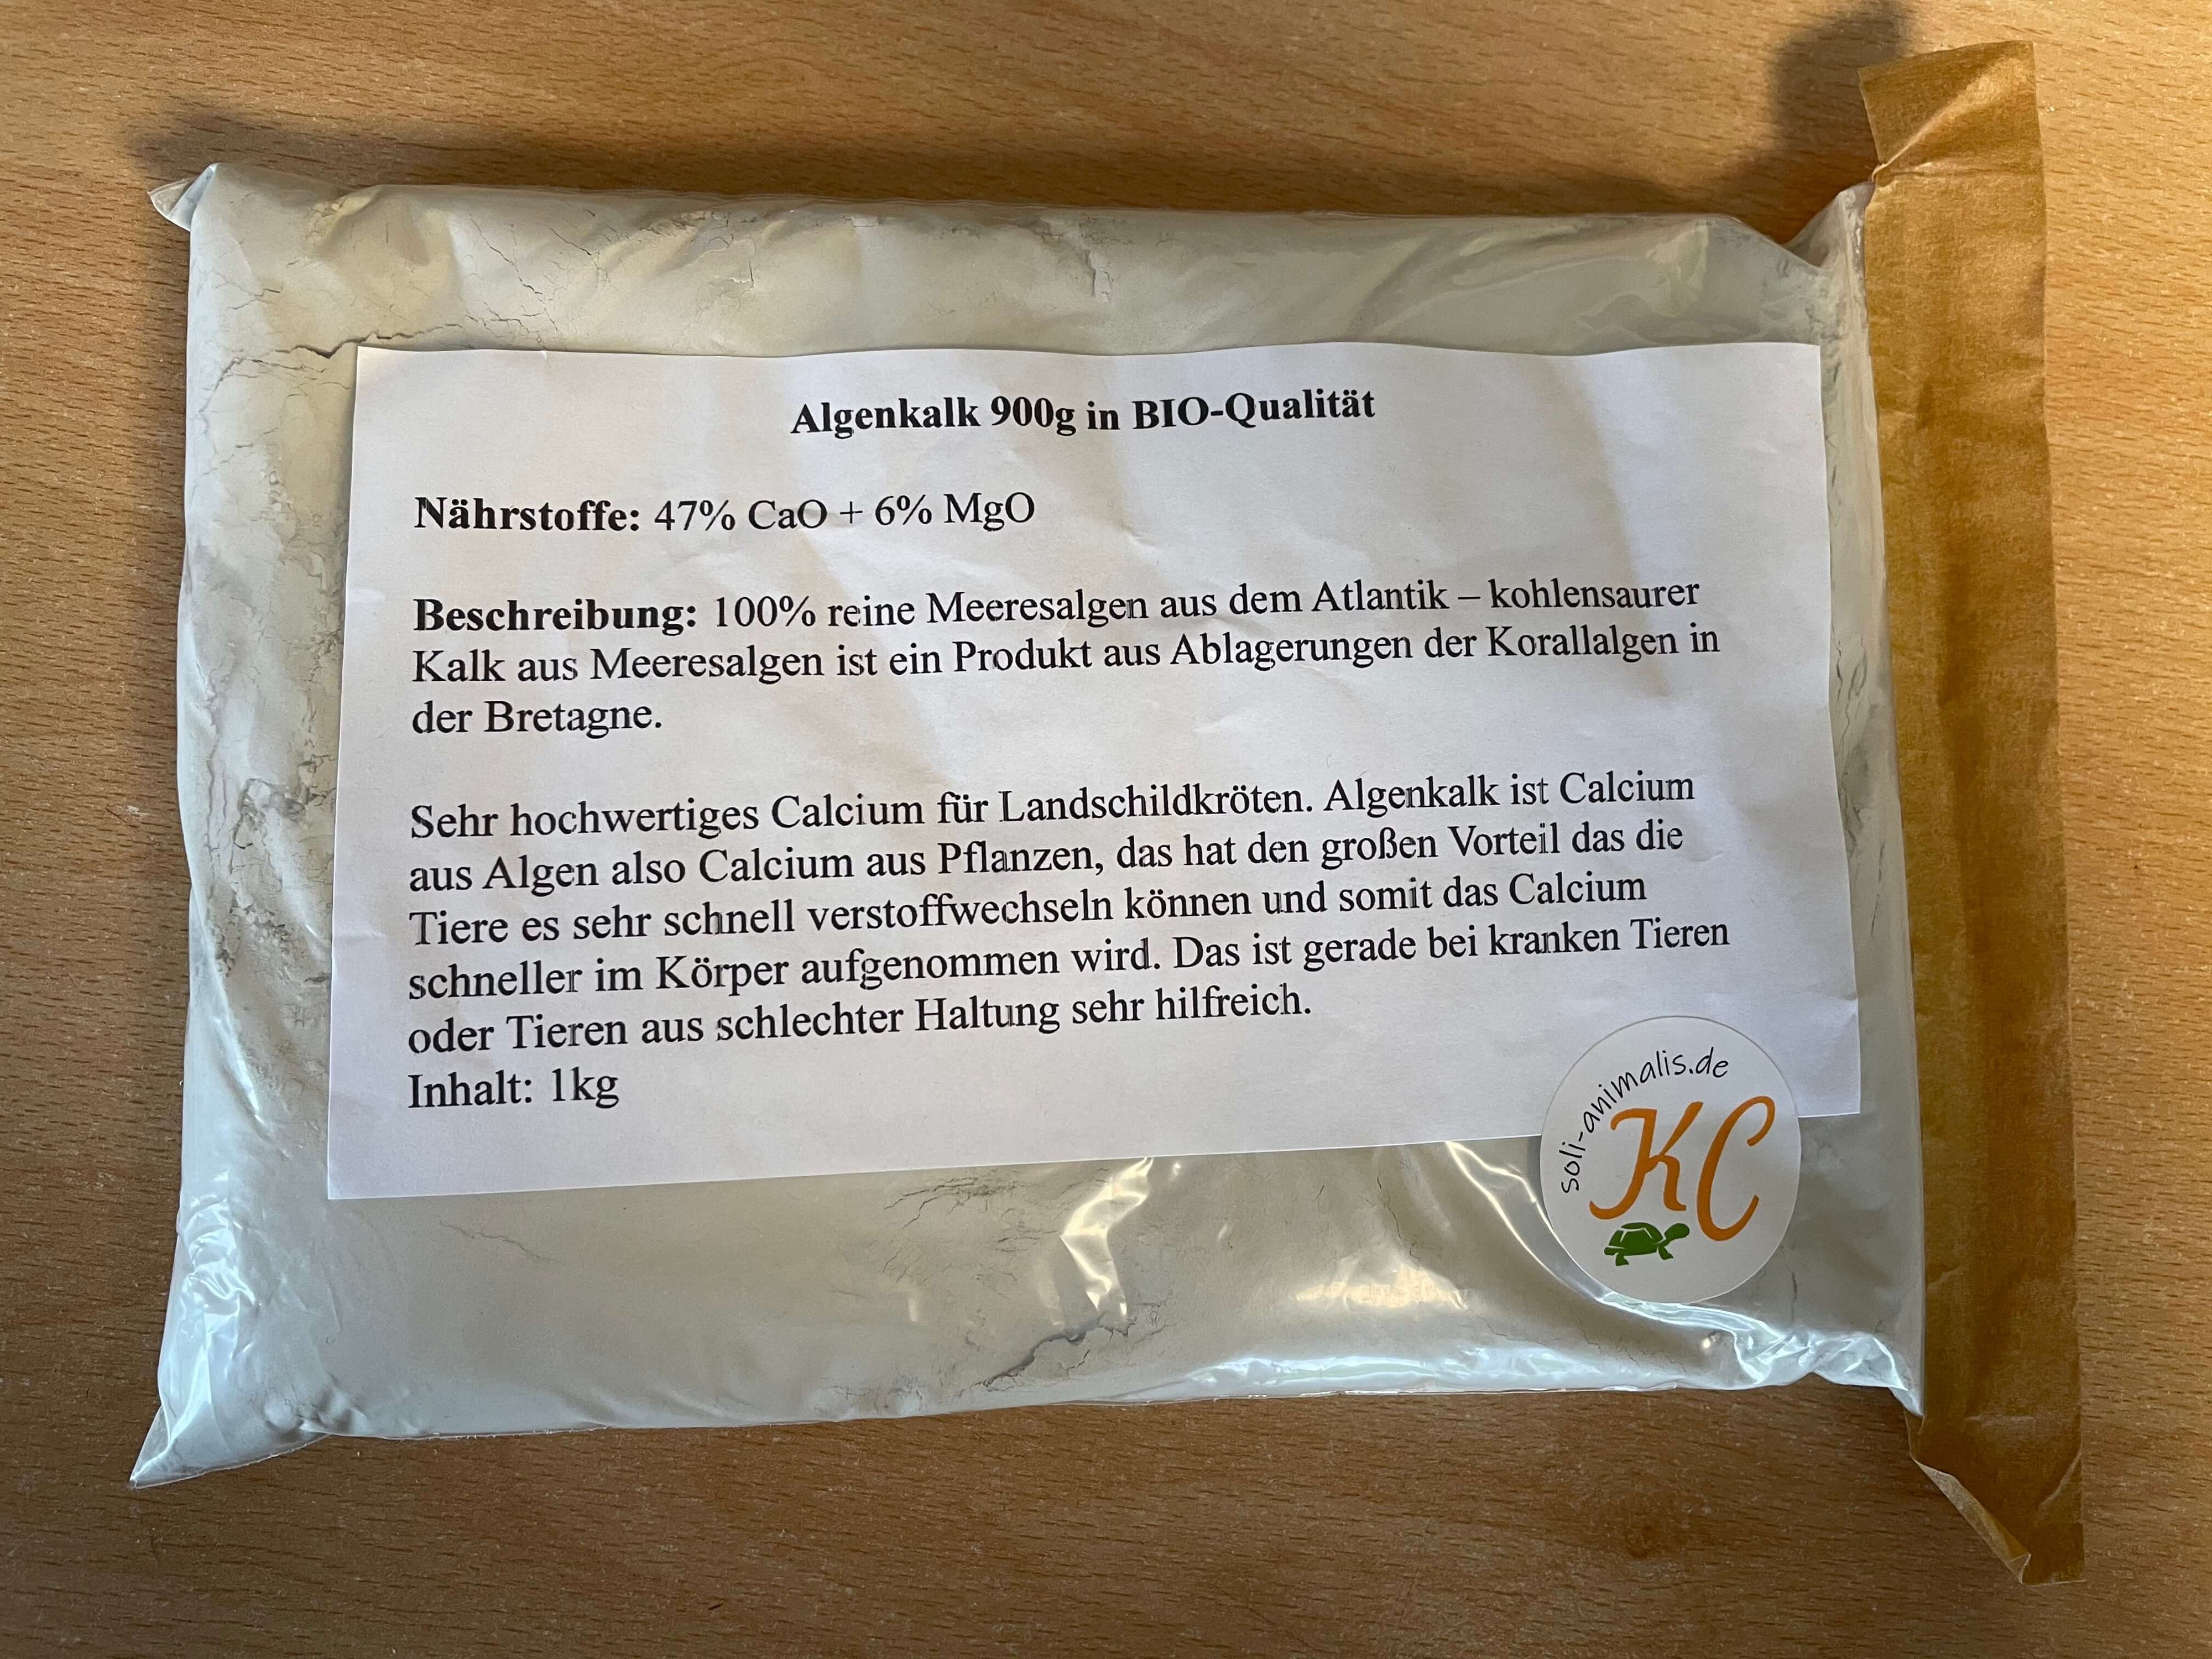 Algenkalk 900g in BIO-Qualität
Nährstoffe: 47% CaO + 6% MgO
Beschreibung: 100% reine Meeresalgen aus dem Atlantik – kohlensaurer
Kalk aus Meeresalgen ist ein Produkt aus Ablagerungen der Korallalgen in
der Bretagne.
Sehr hochwertiges Calcium für Landschildkröten. Algenkalk ist Calcium
aus Algen also Calcium aus Pflanzen, das hat den großen Vorteil das die
Tiere es sehr schnell verstoffwechseln können und somit das Calcium
schneller im Körper aufgenommen wird. Das ist gerade bei kranken Tieren
oder Tieren aus schlechter Haltung sehr hilfreich.
Inhalt: 1kg
soli-animalis.de
KC